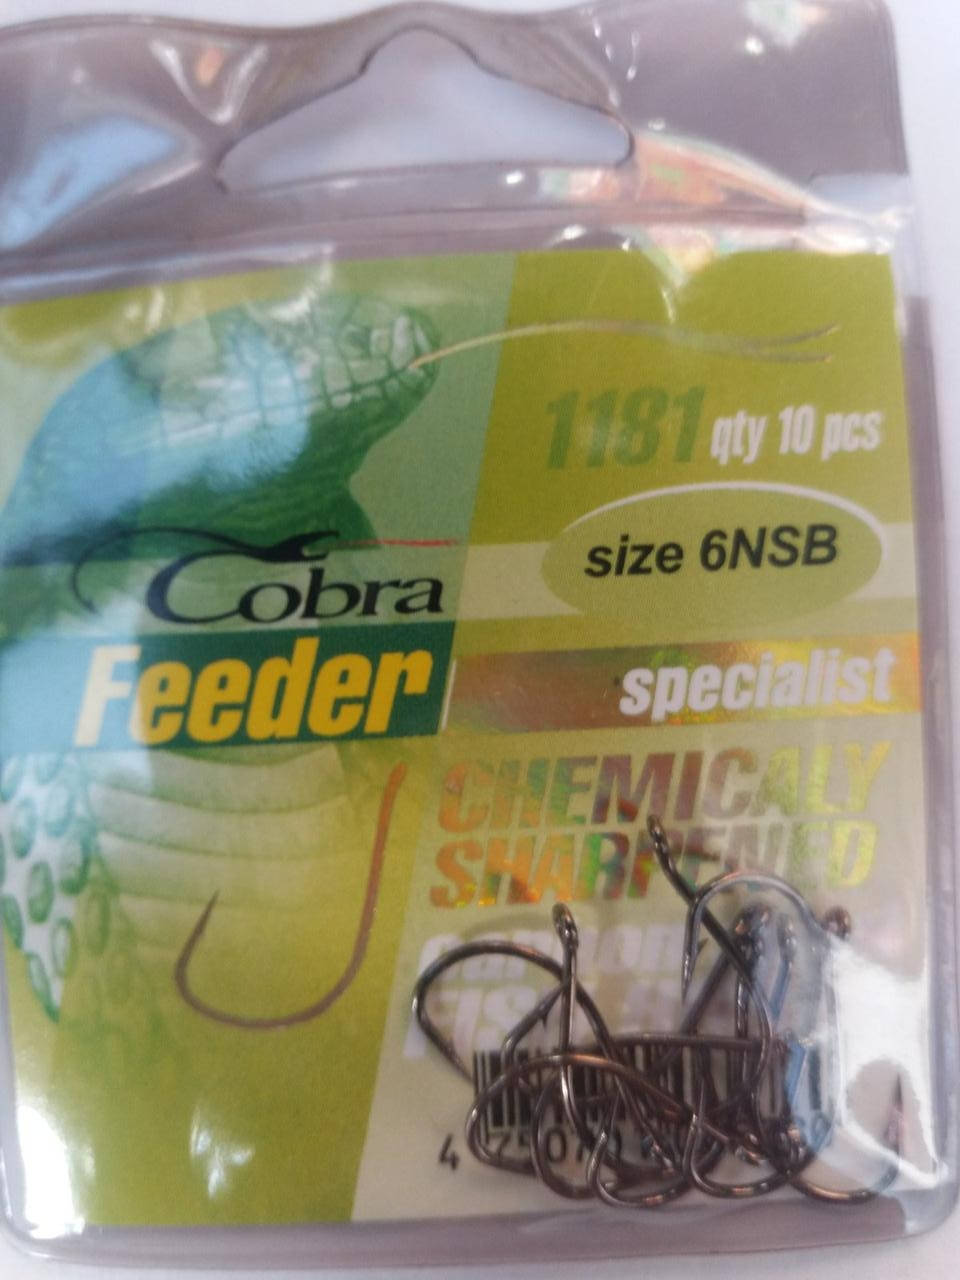 1181 qty 10 pcs
size 6NSB
Cobra
Feeder
specialist
CHEMICALY
SHARPENED